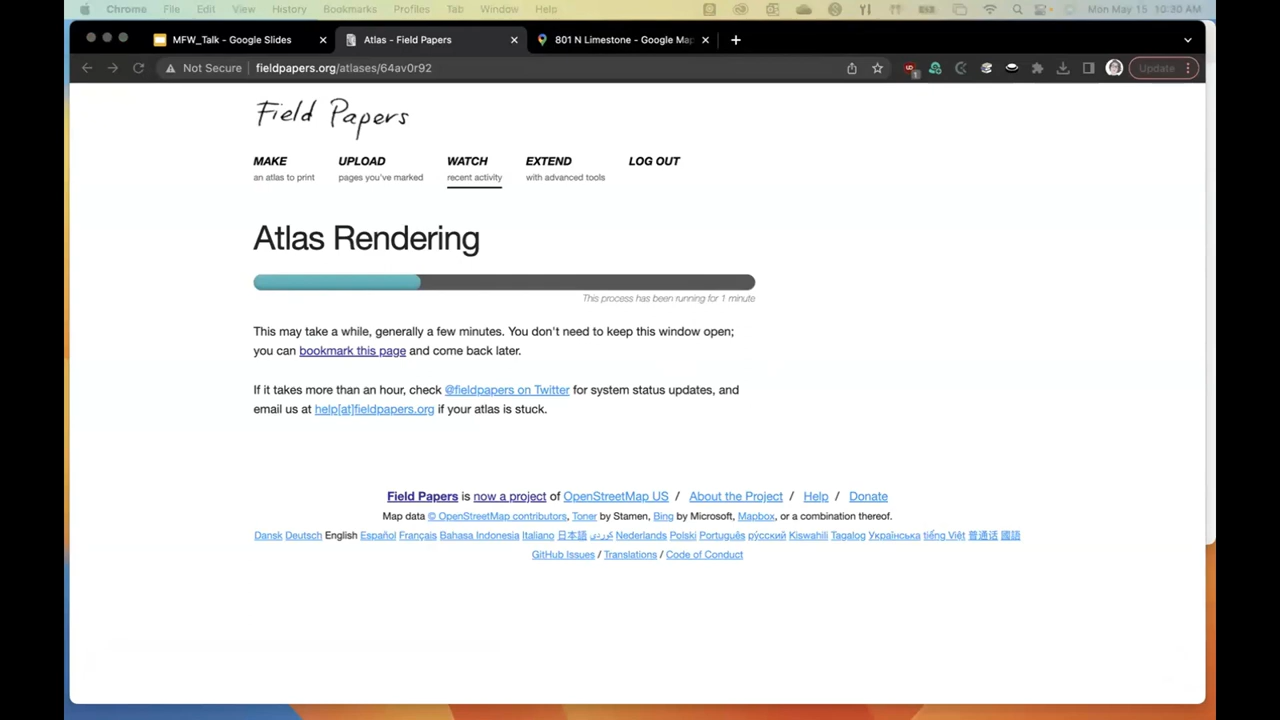 Chrome File Edit View History Bookmarks Profiles Tab Window Help Mon May 15 10:30 AM
MFW_Talk - Google Slides Atlas - Field Papers 801 N Limestone - Google Map
Not Secure fieldpapers.org/atlases/64av0r92 Update
Field Papers
MAKE UPLOAD WATCH EXTEND LOG OUT
an atlas to print pages you've marked recent activity with advanced tools
Atlas Rendering
This process has been running for 1 minute
This may take a while, generally a few minutes. You don't need to keep this window open;
you can bookmark this page and come back later.
If it takes more than an hour, check @fieldpapers on Twitter for system status updates, and
email us at help[at]fieldpapers.org if your atlas is stuck.
Field Papers is now a project of OpenStreetMap US / About the Project / Help / Donate
Map data © OpenStreetMap contributors, Toner by Stamen, Bing by Microsoft, Mapbox, or a combination thereof.
Dansk Deutsch English Español Français Bahasa Indonesia Italiano 日本語 Nederlands Polski Português русский Kiswahili Tagalog Українська tiếng Việt 普通话 國語
GitHub Issues / Translations / Code of Conduct